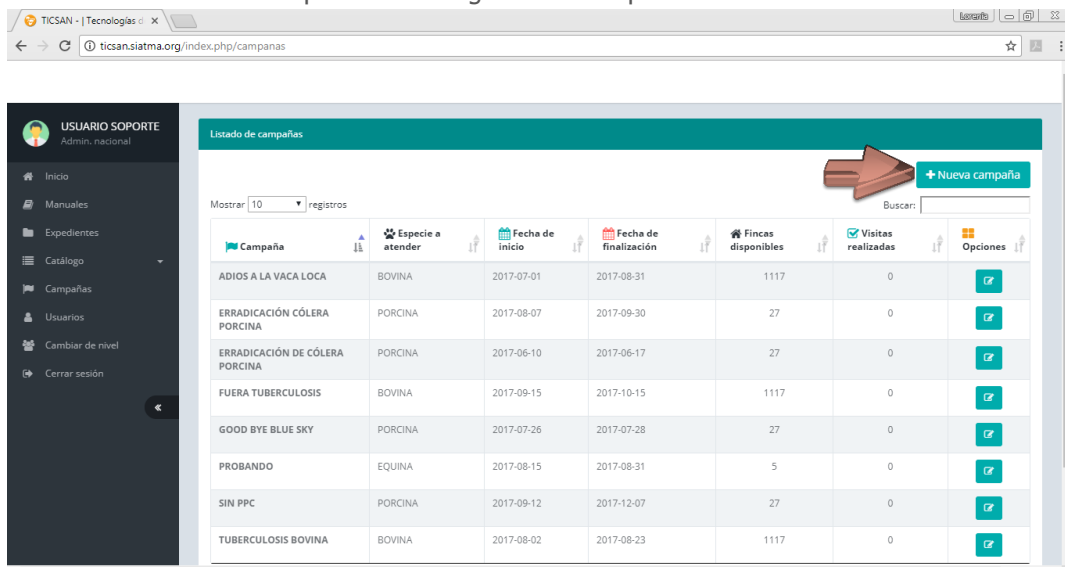 TICSAN - | Tecnologías d
Lorenis
ticsan.siatma.org/index.php/campanas
USUARIO SOPORTE
Admin. nacional
Inicio
Manuales
Expedientes
Catálogo
Campañas
Usuarios
Cambiar de nivel
Cerrar sesión
Listado de campañas
Nueva campaña
Mostrar 10 registros
Buscar:
Campaña
Especie a
atender
Fecha de
inicio
Fecha de
finalización
Fincas
disponibles
Visitas
realizadas
Opciones
ADIOS A LA VACA LOCA BOVINA 2017-07-01 2017-08-31 1117 0
ERRADICACIÓN CÓLERA PORCINA 2017-08-07 2017-09-30 27 0
PORCINA
ERRADICACIÓN DE CÓLERA PORCINA 2017-06-10 2017-06-17 27 0
PORCINA
FUERA TUBERCULOSIS BOVINA 2017-09-15 2017-10-15 1117 0
GOOD BYE BLUE SKY PORCINA 2017-07-26 2017-07-28 27 0
PROBANDO EQUINA 2017-08-15 2017-08-31 5 0
SIN PPC PORCINA 2017-09-12 2017-12-07 27 0
TUBERCULOSIS BOVINA BOVINA 2017-08-02 2017-08-23 1117 0